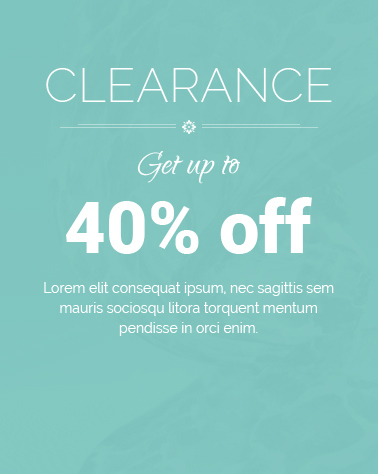 CLEARANCE
Get up to
40% off
Lorem elit consequat ipsum, nec sagittis sem
mauris sociosqu litora torquent mentum
pendisse in orci enim.